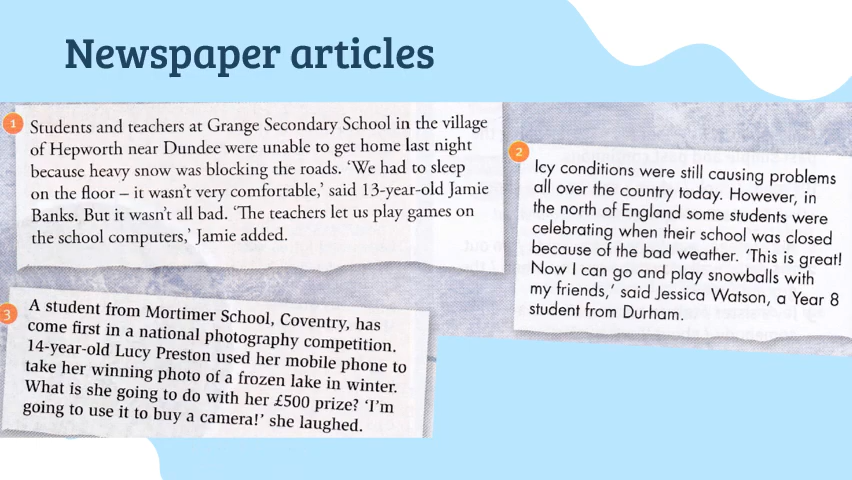 Newspaper articles
1
Students and teachers at Grange Secondary School in the village
of Hepworth near Dundee were unable to get home last night
because heavy snow was blocking the roads. ‘We had to sleep
on the floor – it wasn’t very comfortable,’ said 13-year-old Jamie
Banks. But it wasn’t all bad. ‘The teachers let us play games on
the school computers,’ Jamie added.
2
Icy conditions were still causing problems
all over the country today. However, in
the north of England some students were
celebrating when their school was closed
because of the bad weather. ‘This is great!
Now I can go and play snowballs with
my friends,’ said Jessica Watson, a Year 8
student from Durham.
3
A student from Mortimer School, Coventry, has
come first in a national photography competition.
14-year-old Lucy Preston used her mobile phone to
take her winning photo of a frozen lake in winter.
What is she going to do with her £500 prize? ‘I’m
going to use it to buy a camera!’ she laughed.